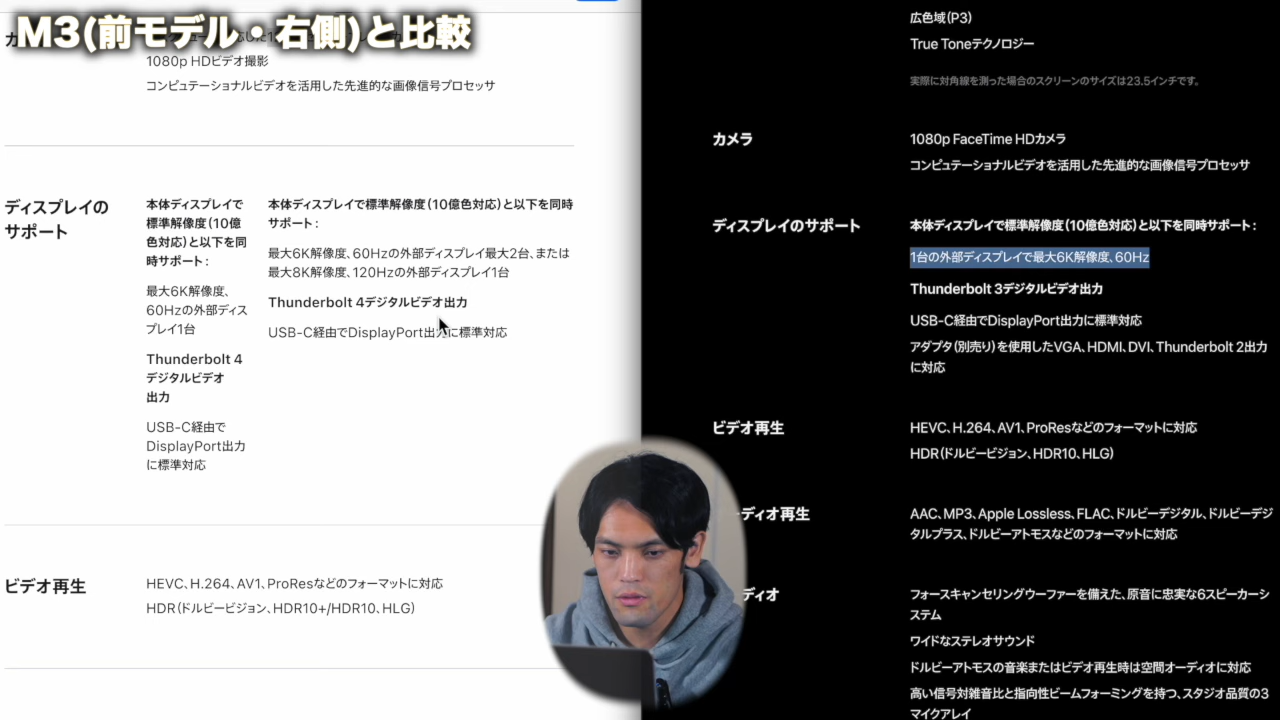 M3(前モデル・右側)と比較
1080p HDビデオ撮影
コンピュテーショナルビデオを活用した先進的な画像信号プロセッサ
ディスプレイの
サポート
本体ディスプレイで
標準解像度(10億
色対応)と以下を同
時サポート:
最大6K解像度、
60Hzの外部ディス
プレイ1台
Thunderbolt 4
デジタルビデオ
出力
USB-C経由で
DisplayPort出力
に標準対応
本体ディスプレイで標準解像度(10億色対応)と以下を同時
サポート:
最大6K解像度、60Hzの外部ディスプレイ最大2台、または
最大8K解像度、120Hzの外部ディスプレイ1台
Thunderbolt 4デジタルビデオ出力
USB-C経由でDisplayPort出力に標準対応
ビデオ再生
HEVC、H.264、AV1、ProResなどのフォーマットに対応
HDR(ドルビービジョン、HDR10+/HDR10、HLG)
広色域(P3)
True Toneテクノロジー
実際に対角線を測った場合のスクリーンのサイズは23.5インチです。
カメラ
1080p FaceTime HDカメラ
コンピュテーショナルビデオを活用した先進的な画像信号プロセッサ
ディスプレイのサポート
本体ディスプレイで標準解像度(10億色対応)と以下を同時サポート:
1台の外部ディスプレイで最大6K解像度、60Hz
Thunderbolt 3デジタルビデオ出力
USB-C経由でDisplayPort出力に標準対応
アダプタ(別売り)を使用したVGA、HDMI、DVI、Thunderbolt 2出力
に対応
ビデオ再生
HEVC、H.264、AV1、ProResなどのフォーマットに対応
HDR(ドルビービジョン、HDR10、HLG)
ーディオ再生
AAC、MP3、Apple Lossless、FLAC、ドルビーデジタル、ドルビーデジ
タルプラス、ドルビーアトモスなどのフォーマットに対応
ディオ
フォースキャンセリングウーファーを備えた、原音に忠実な6スピーカーシ
ステム
ワイドなステレオサウンド
ドルビーアトモスの音楽またはビデオ再生時は空間オーディオに対応
高い信号対雑音比と指向性ビームフォーミングを持つ、スタジオ品質の3
マイクアレイ